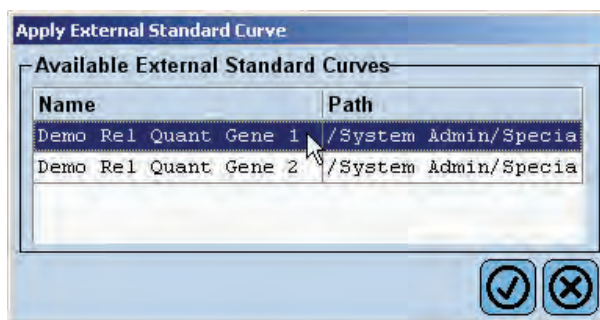 Apply External Standard Curve
Available External Standard Curves
Name Path
Demo Rel Quant Gene 1 /System Admin/Specia
Demo Rel Quant Gene 2 /System Admin/Specia